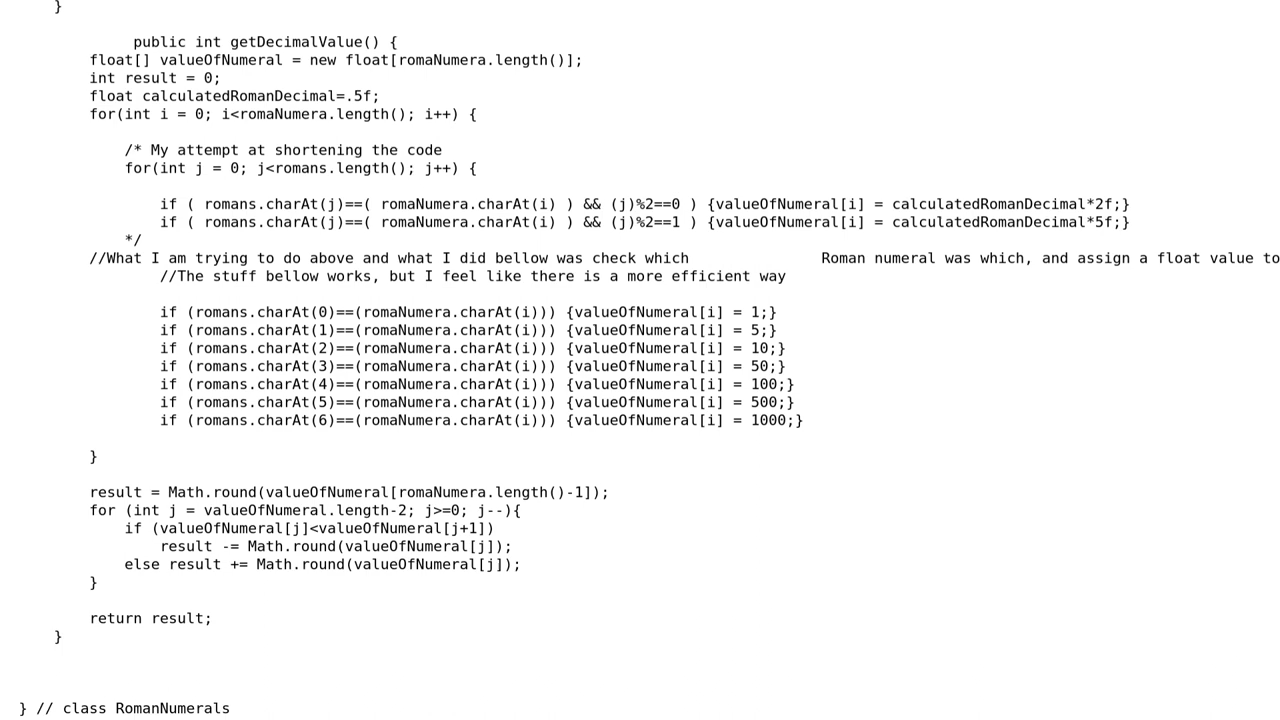 }
public int getDecimalValue() {
float[] valueOfNumeral = new float[romaNumera.length()];
int result = 0;
float calculatedRomanDecimal=.5f;
for(int i = 0; i<romaNumera.length(); i++) {
/* My attempt at shortening the code
for(int j = 0; j<romans.length(); j++) {
if ( romans.charAt(j)==( romaNumera.charAt(i) ) && (j)%2==0 ) {valueOfNumeral[i] = calculatedRomanDecimal*2f;}
if ( romans.charAt(j)==( romaNumera.charAt(i) ) && (j)%2==1 ) {valueOfNumeral[i] = calculatedRomanDecimal*5f;}
*/
//What I am trying to do above and what I did bellow was check which Roman numeral was which, and assign a float value to
//The stuff bellow works, but I feel like there is a more efficient way
if (romans.charAt(0)==(romaNumera.charAt(i))) {valueOfNumeral[i] = 1;}
if (romans.charAt(1)==(romaNumera.charAt(i))) {valueOfNumeral[i] = 5;}
if (romans.charAt(2)==(romaNumera.charAt(i))) {valueOfNumeral[i] = 10;}
if (romans.charAt(3)==(romaNumera.charAt(i))) {valueOfNumeral[i] = 50;}
if (romans.charAt(4)==(romaNumera.charAt(i))) {valueOfNumeral[i] = 100;}
if (romans.charAt(5)==(romaNumera.charAt(i))) {valueOfNumeral[i] = 500;}
if (romans.charAt(6)==(romaNumera.charAt(i))) {valueOfNumeral[i] = 1000;}
}
result = Math.round(valueOfNumeral[romaNumera.length()-1]);
for (int j = valueOfNumeral.length-2; j>=0; j--){
if (valueOfNumeral[j]<valueOfNumeral[j+1])
result -= Math.round(valueOfNumeral[j]);
else result += Math.round(valueOfNumeral[j]);
}
return result;
}
} // class RomanNumerals